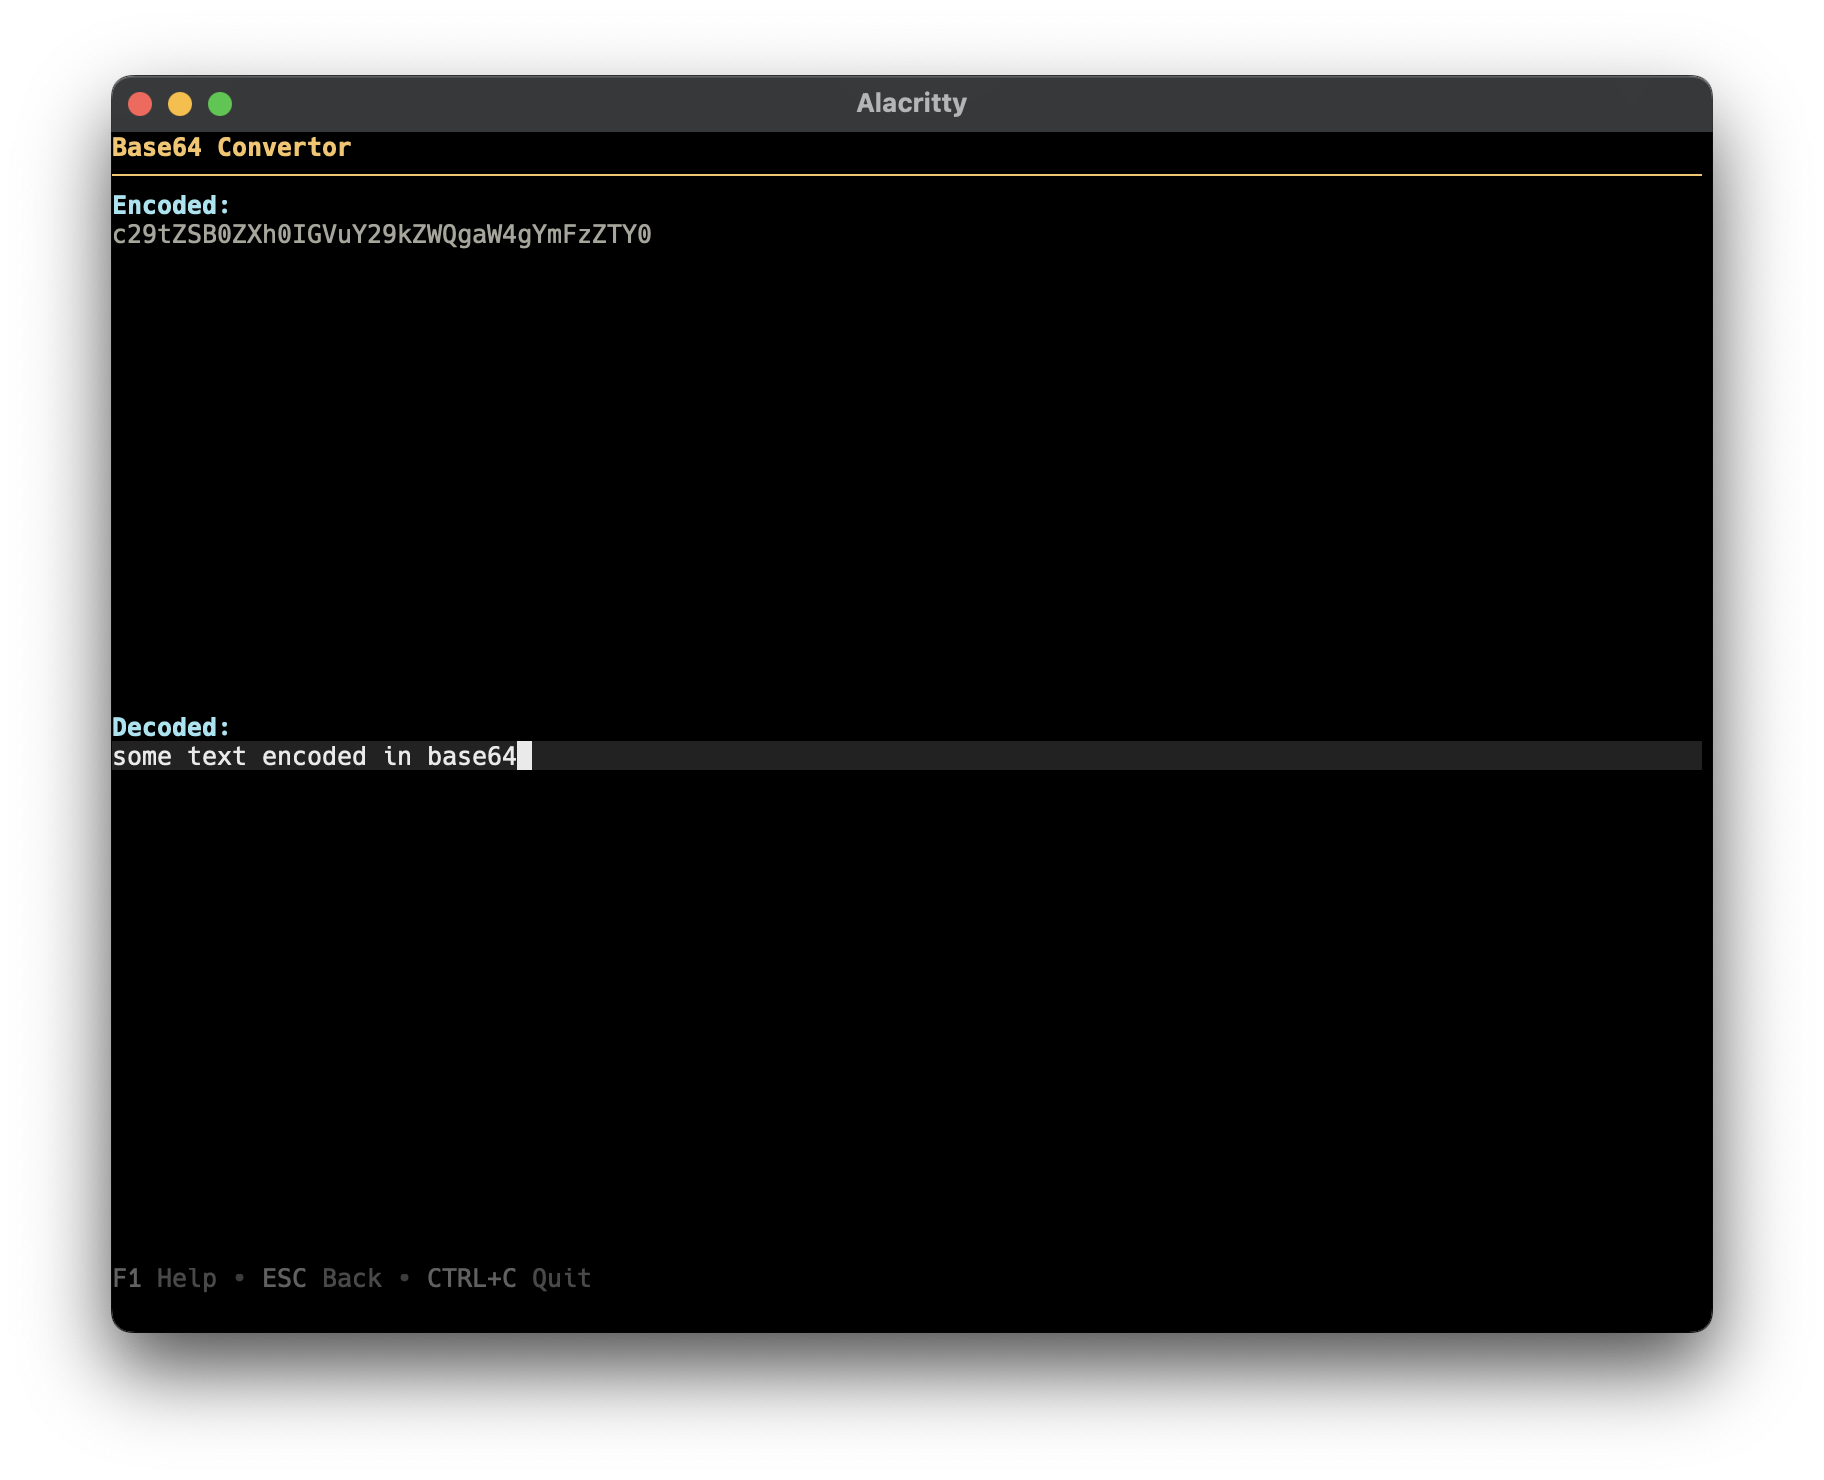 Alacritty
Base64 Convertor
Encoded:
c29tZSB0ZXh0IGVuY29kZWQgaW4gYmFzZTY0
Decoded:
some text encoded in base64
F1 Help • ESC Back • CTRL+C Quit